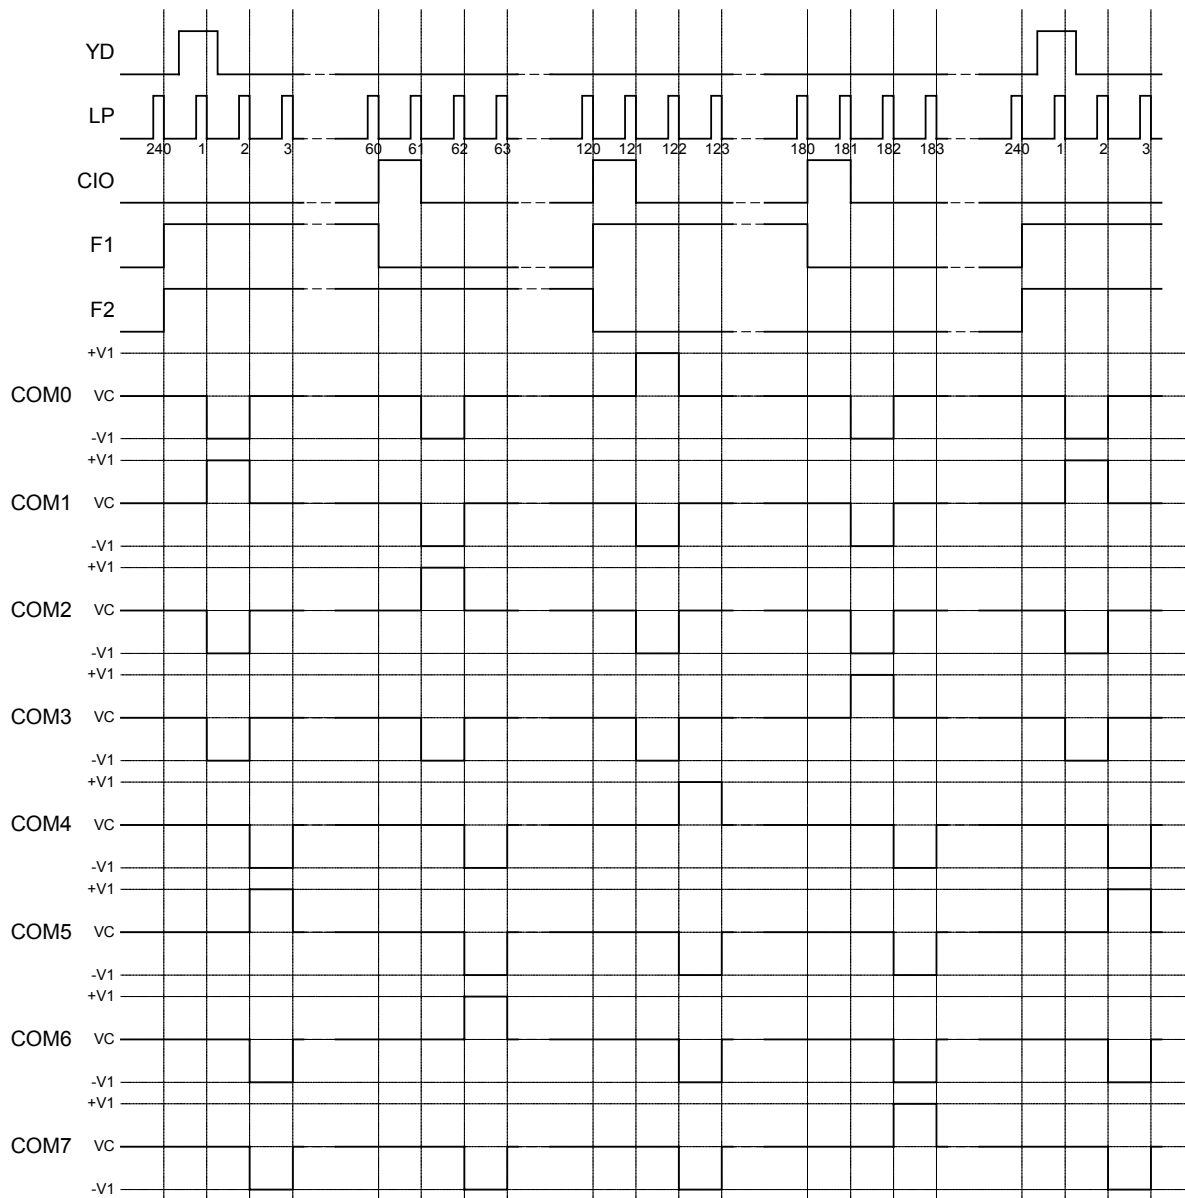 YD
LP
240 1 2 3 60 61 62 63 120 121 122 123 180 181 182 183 240 1 2 3
CIO
F1
F2
+V1
COM0 VC
-V1
+V1
COM1 VC
-V1
+V1
COM2 VC
-V1
+V1
COM3 VC
-V1
+V1
COM4 VC
-V1
+V1
COM5 VC
-V1
+V1
COM6 VC
-V1
+V1
COM7 VC
-V1